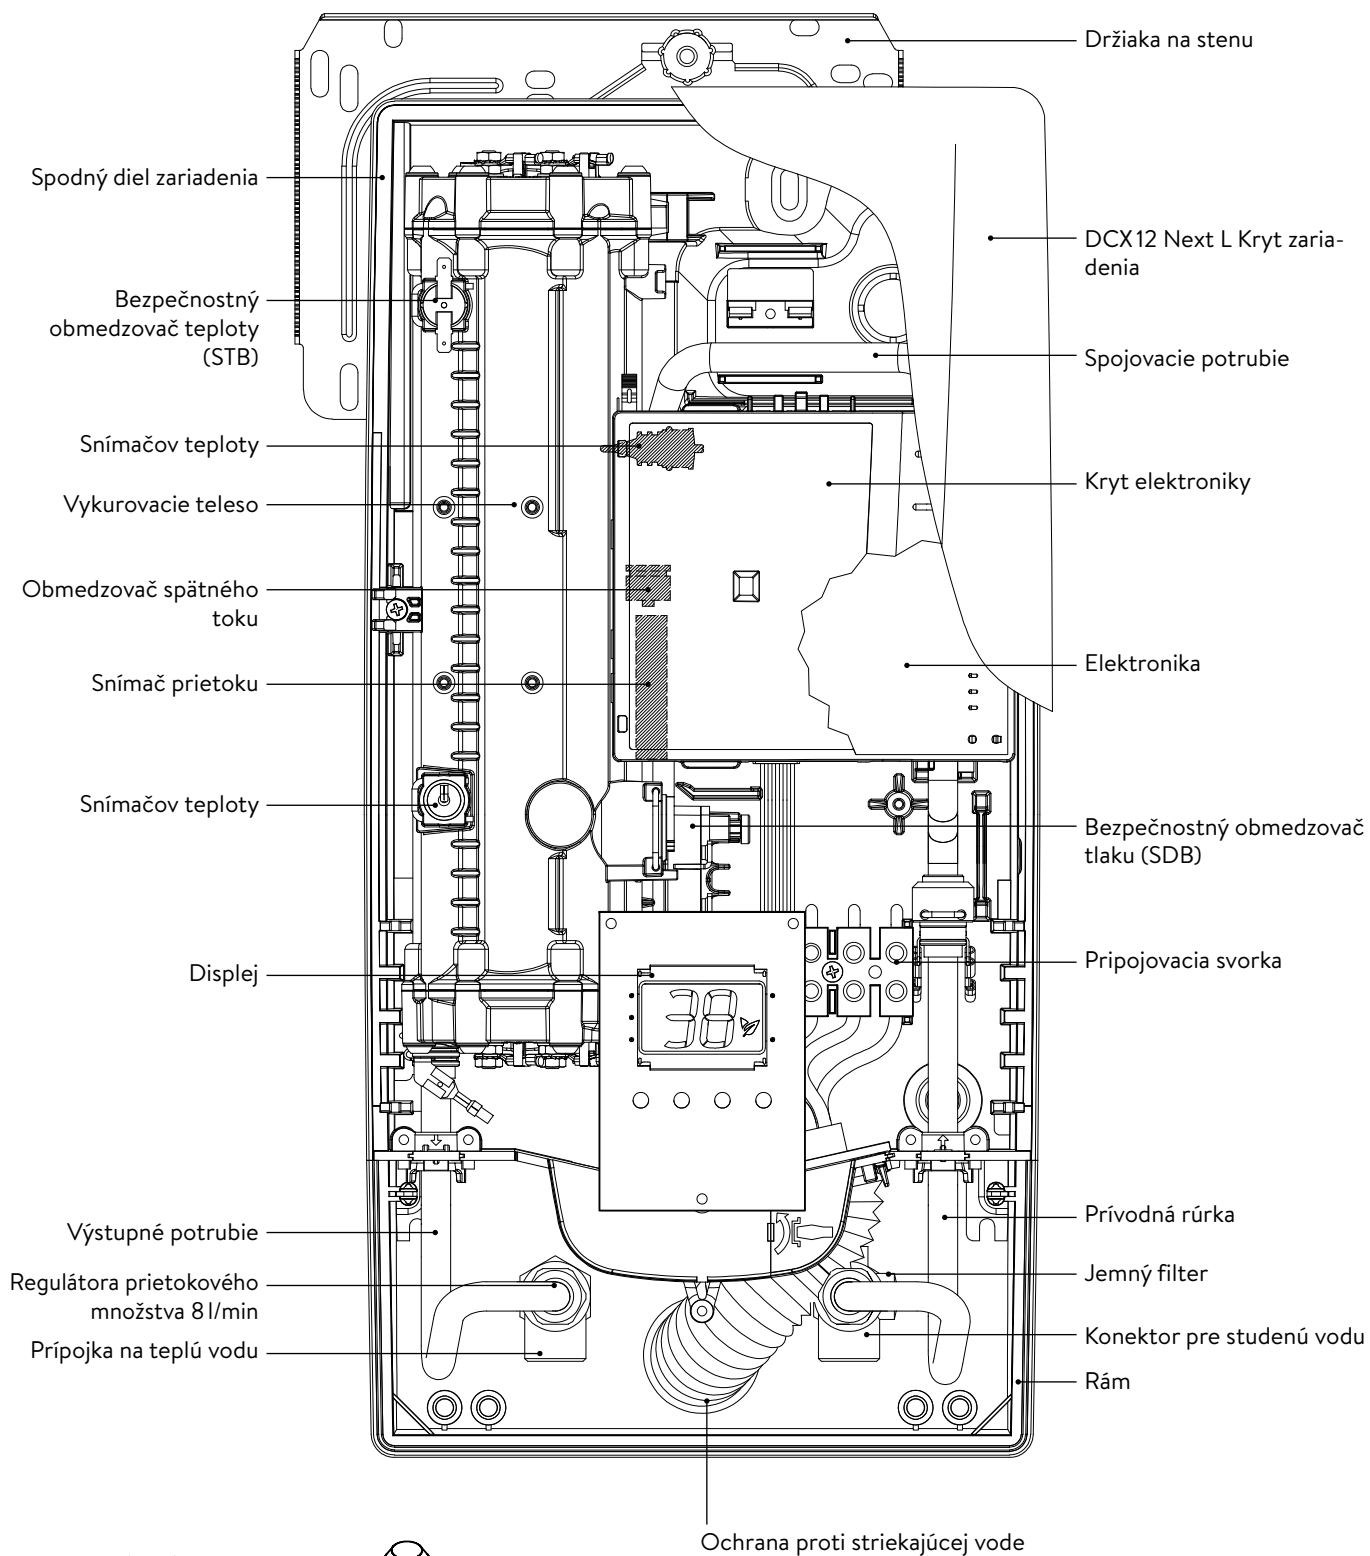 Držiaka na stenu
Spodný diel zariadenia
DCX12 Next L Kryt zaria-
denia
Bezpečnostný
obmedzovač teploty
(STB)
Spojovacie potrubie
Snímačov teploty
Kryt elektroniky
Vykurovacie teleso
Obmedzovač spätného
toku
Elektronika
Snímač prietoku
Snímačov teploty
Bezpečnostný obmedzovač
tlaku (SDB)
Displej
Pripojovacia svorka
38
Výstupné potrubie
Prívodná rúrka
Regulátora prietokového
množstva 8 l/min
Jemný filter
Prípojka na teplú vodu
Konektor pre studenú vodu
Rám
Ochrana proti striekajúcej vode